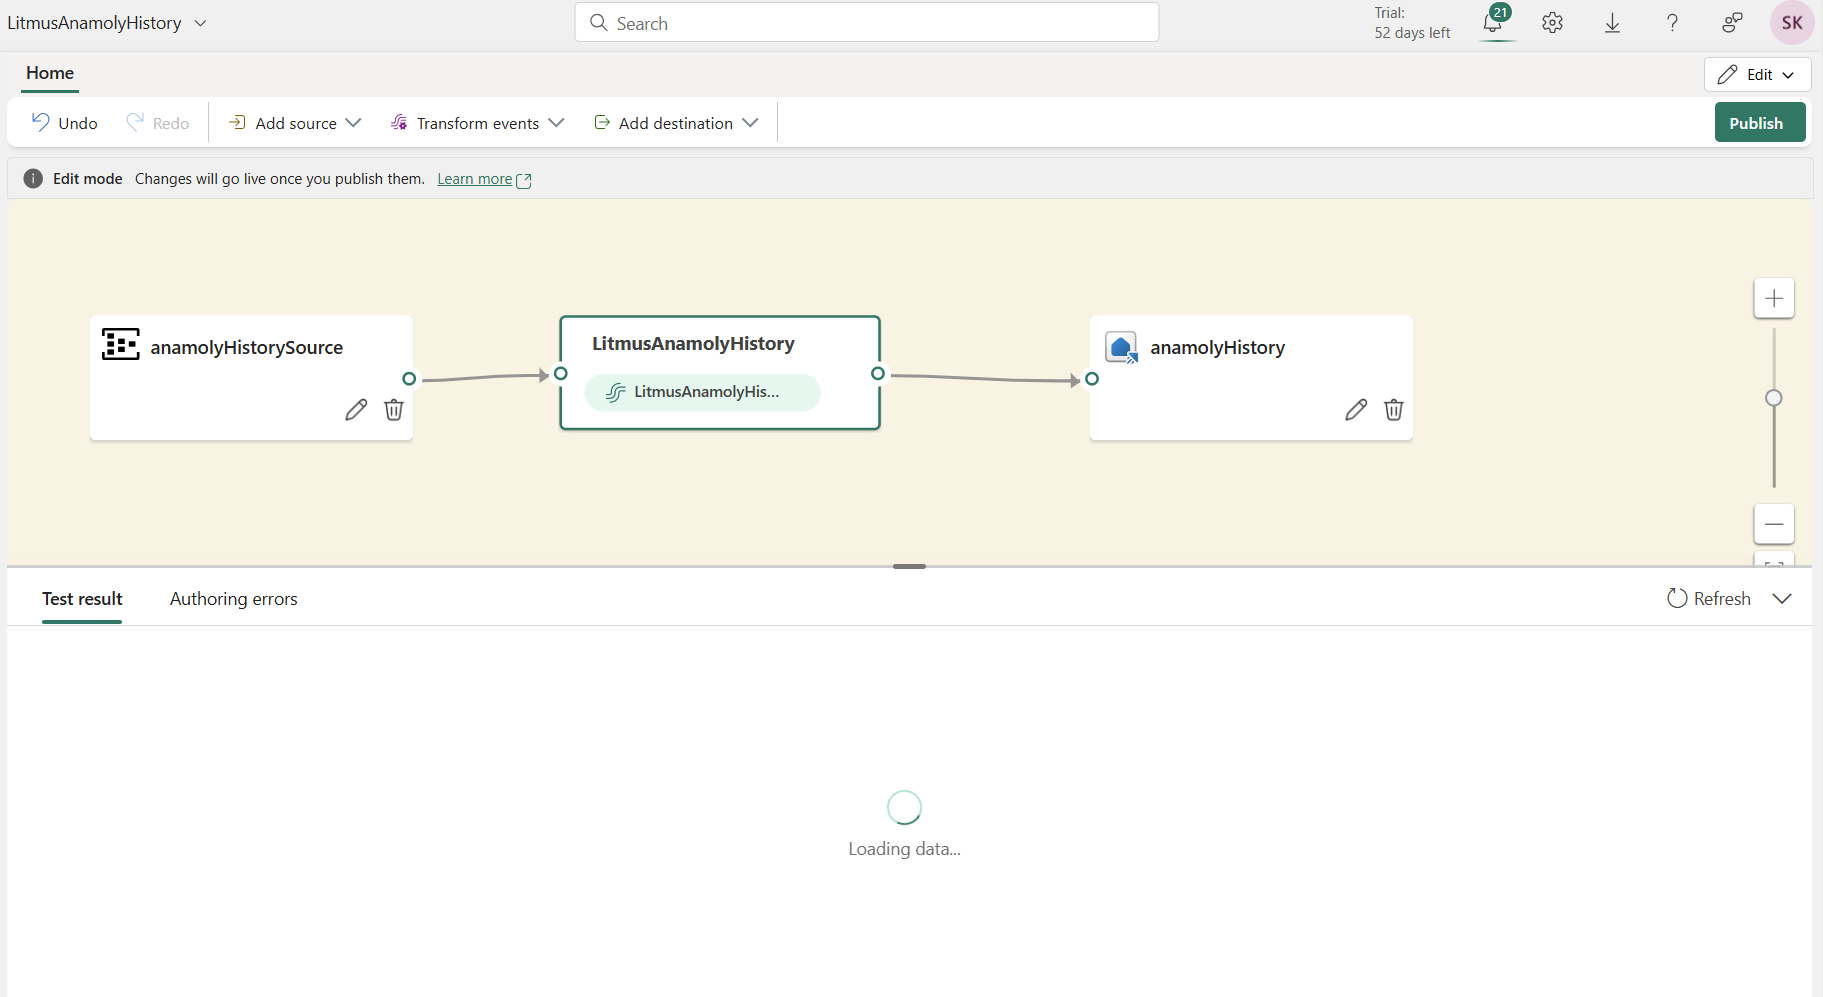 LitmusAnamolyHistory
Search
Trial:
52 days left
21
SK
Home
Edit
Undo
Redo
Add source
Transform events
Add destination
Publish
Edit mode Changes will go live once you publish them. Learn more
anamolyHistorySource
LitmusAnamolyHistory
LitmusAnamolyHis...
anamolyHistory
Test result
Authoring errors
Refresh
Loading data...